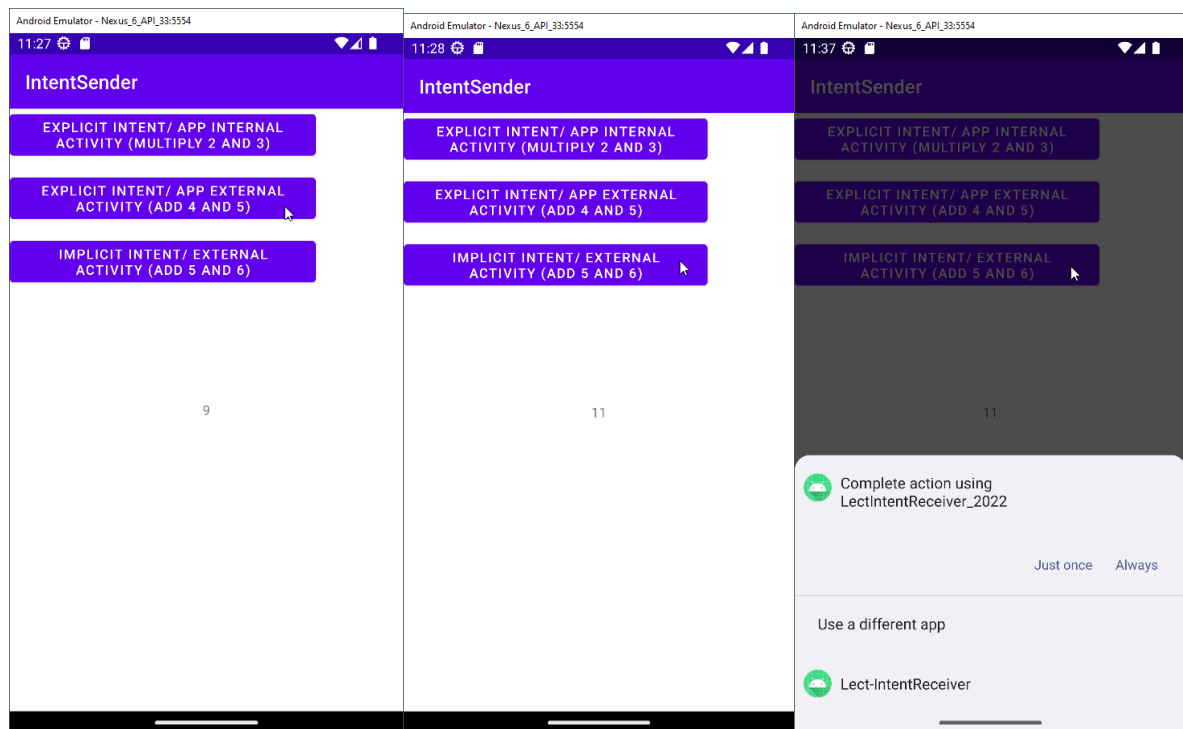 Android Emulator - Nexus_6_API_33:5554
11:27
IntentSender
EXPLICIT INTENT/ APP INTERNAL
ACTIVITY (MULTIPLY 2 AND 3)
EXPLICIT INTENT/ APP EXTERNAL
ACTIVITY (ADD 4 AND 5)
IMPLICIT INTENT/ EXTERNAL
ACTIVITY (ADD 5 AND 6)
9
Android Emulator - Nexus_6_API_33:5554
11:28
IntentSender
EXPLICIT INTENT/ APP INTERNAL
ACTIVITY (MULTIPLY 2 AND 3)
EXPLICIT INTENT/ APP EXTERNAL
ACTIVITY (ADD 4 AND 5)
IMPLICIT INTENT/ EXTERNAL
ACTIVITY (ADD 5 AND 6)
11
Android Emulator - Nexus_6_API_33:5554
11:37
IntentSender
EXPLICIT INTENT/ APP INTERNAL
ACTIVITY (MULTIPLY 2 AND 3)
EXPLICIT INTENT/ APP EXTERNAL
ACTIVITY (ADD 4 AND 5)
IMPLICIT INTENT/ EXTERNAL
ACTIVITY (ADD 5 AND 6)
11
Complete action using
LectIntentReceiver_2022
Just once Always
Use a different app
Lect-IntentReceiver